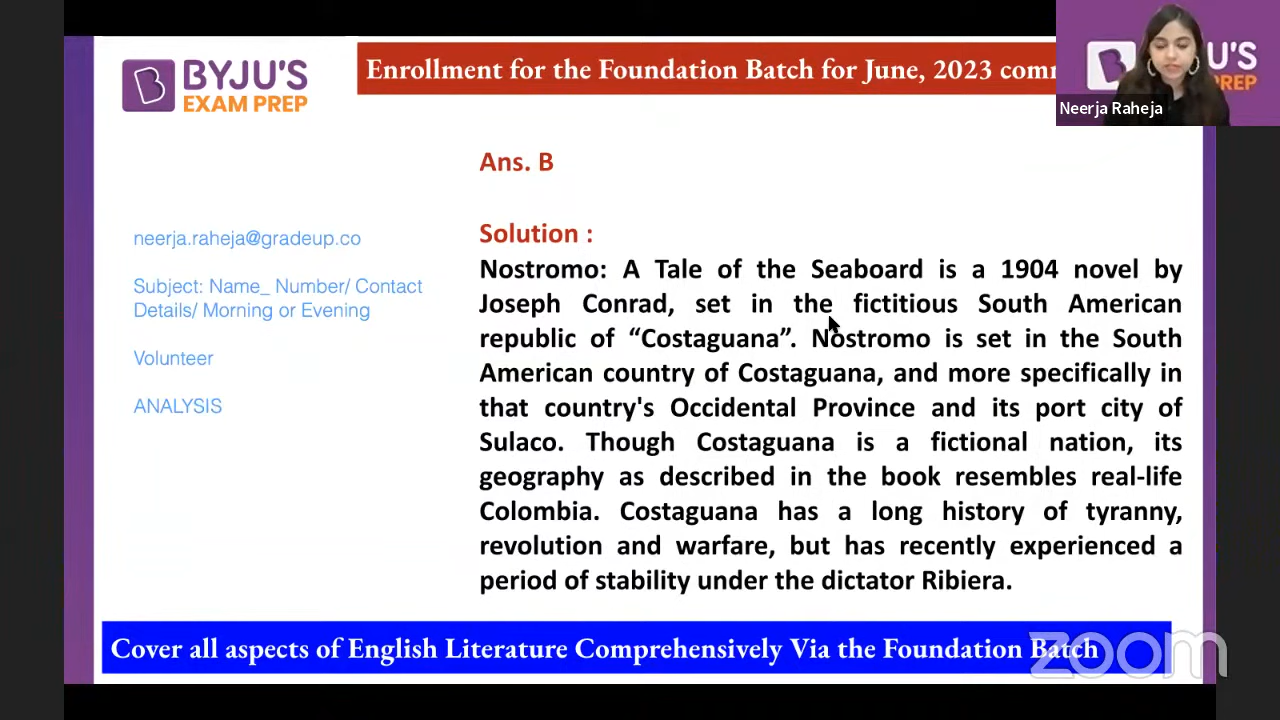 BYJU'S
EXAM PREP
Enrollment for the Foundation Batch for June, 2023
YJU'S
Neerja Raheja
Ans. B
neerja.raheja@gradeup.co
Subject: Name_ Number/ Contact
Details/ Morning or Evening
Volunteer
ANALYSIS
Solution :
Nostromo: A Tale of the Seaboard is a 1904 novel by
Joseph Conrad, set in the fictitious South American
republic of “Costaguana”. Nostromo is set in the South
American country of Costaguana, and more specifically in
that country's Occidental Province and its port city of
Sulaco. Though Costaguana is a fictional nation, its
geography as described in the book resembles real-life
Colombia. Costaguana has a long history of tyranny,
revolution and warfare, but has recently experienced a
period of stability under the dictator Ribiera.
Cover all aspects of English Literature Comprehensively Via the Foundation Batch
zoom